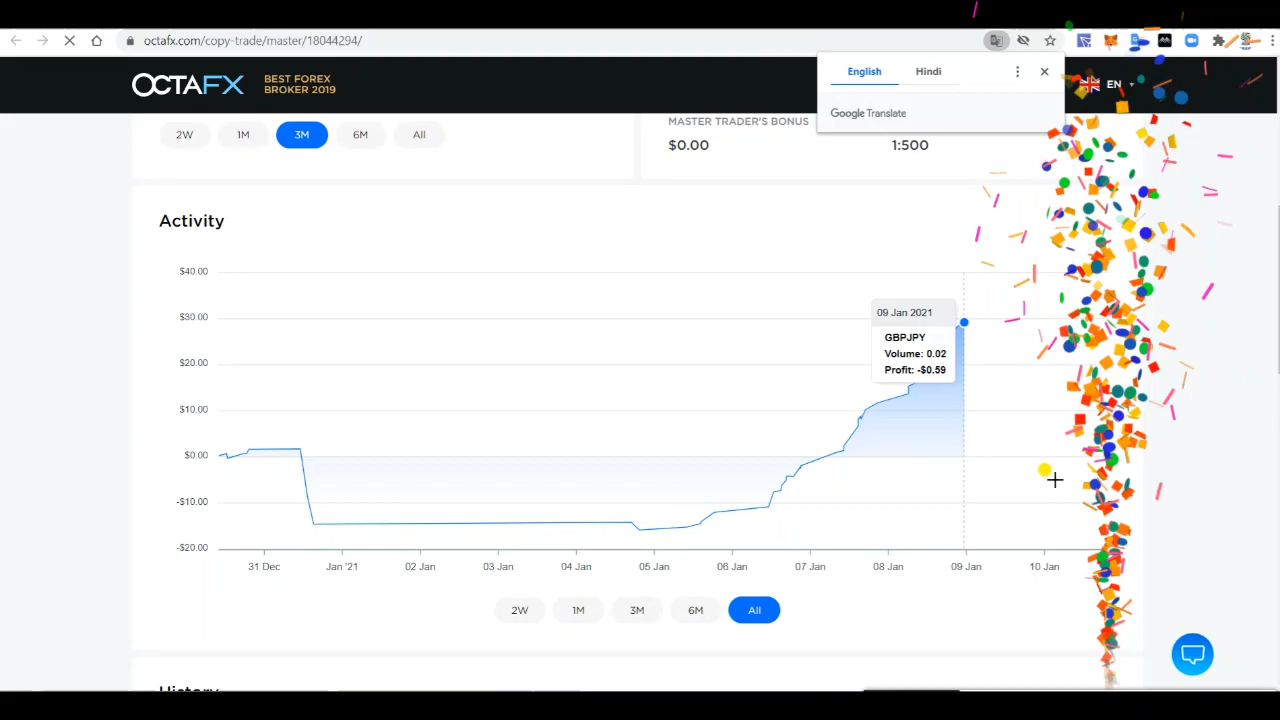 octafx.com/copy-trade/master/18044234/
OCTAFX
BEST FOREX
BROKER 2019
English
Hindi
Google Translate
EN
2W
1M
3M
6M
All
MASTER TRADER'S BONUS
$0.00
1:500
Activity
$40.00
$30.00
$20.00
$10.00
$0.00
-$10.00
-$20.00
09 Jan 2021
GBPJPY
Volume: 0.02
Profit: -$0.59
31 Dec
Jan '21
02 Jan
03 Jan
04 Jan
05 Jan
06 Jan
07 Jan
08 Jan
09 Jan
10 Jan
2W
1M
3M
6M
All
History